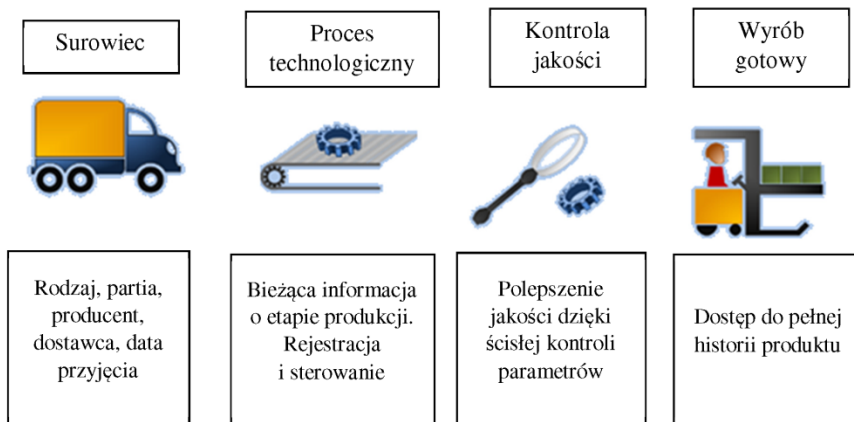 Surowiec
Proces
technologiczny
Kontrola
jakości
Wyrób
gotowy
Rodzaj, partia,
producent,
dostawca, data
przyjęcia
Bieżąca informacja
o etapie produkcji.
Rejestracja
i sterowanie
Polepszenie
jakości dzięki
ścisłej kontroli
parametrów
Dostęp do pełnej
historii produktu